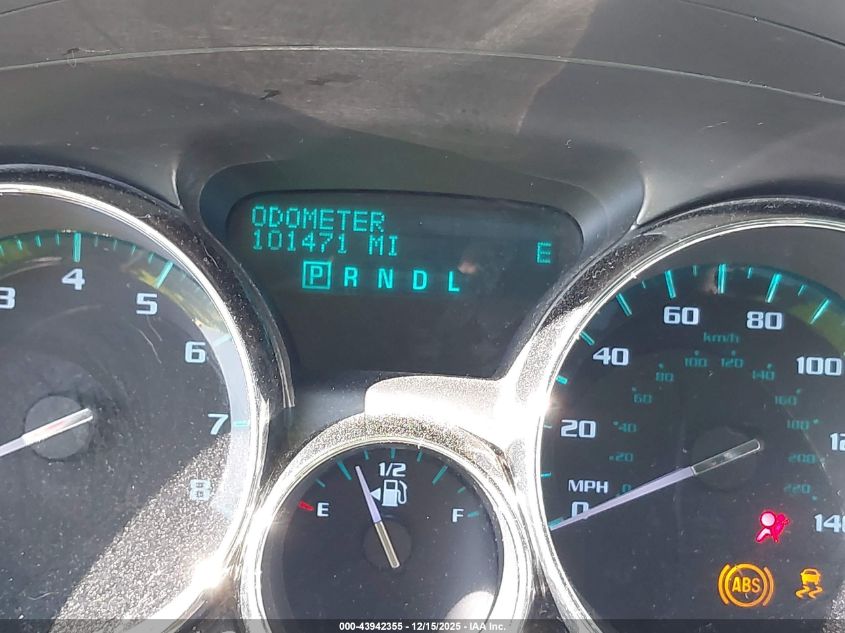 ODOMETER
101471 MI
E
P R N D L
3 4 5 6 7 8
1/2
E F
MPH
km/h
0 20 40 60 80 100 140
0 20 40 60 80 100 120 140 160 180 200 220
ABS
000-43942355 - 12/15/2025 - IAA Inc.